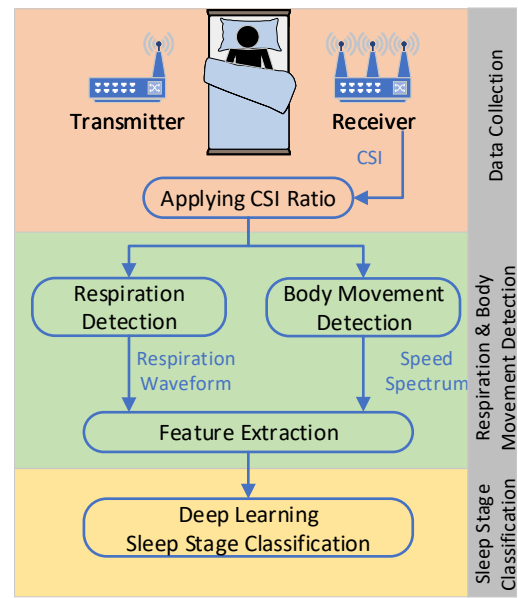 Transmitter
Receiver
CSI
Applying CSI Ratio
Data Collection
Respiration
Detection
Body Movement
Detection
Respiration
Waveform
Speed
Spectrum
Feature Extraction
Respiration & Body
Movement Detection
Deep Learning
Sleep Stage Classification
Sleep Stage
Classification